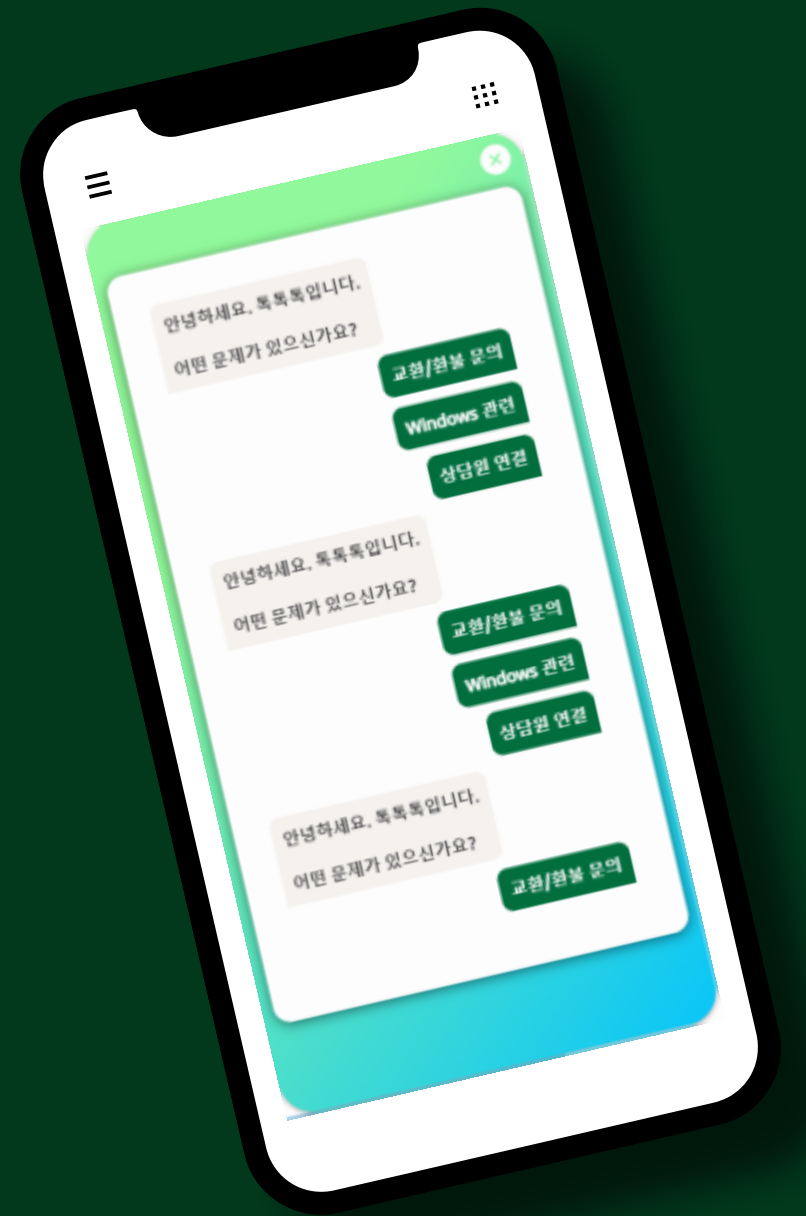 안녕하세요. 톡톡톡입니다.
어떤 문제가 있으신가요?
교환/환불 문의
Windows 관련
상담원 연결
안녕하세요. 톡톡톡입니다.
어떤 문제가 있으신가요?
교환/환불 문의
Windows 관련
상담원 연결
안녕하세요. 톡톡톡입니다.
어떤 문제가 있으신가요?
교환/환불 문의